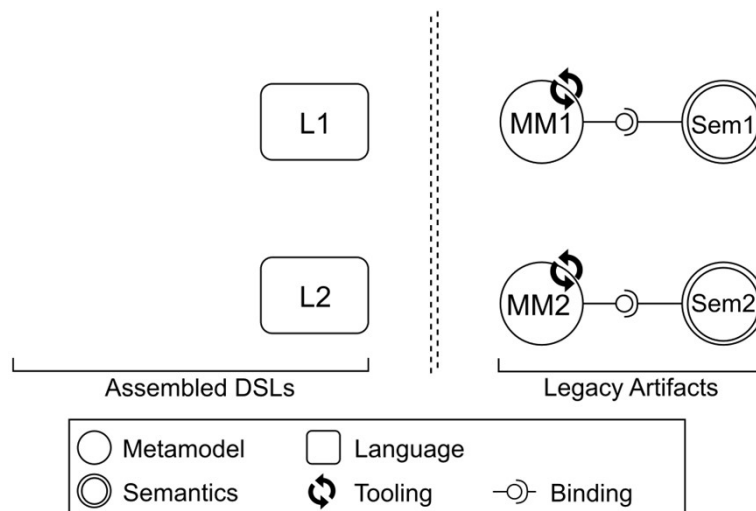 L1
MM1
Sem1
L2
MM2
Sem2
Assembled DSLs
Legacy Artifacts
Metamodel
Language
Semantics
Tooling
Binding